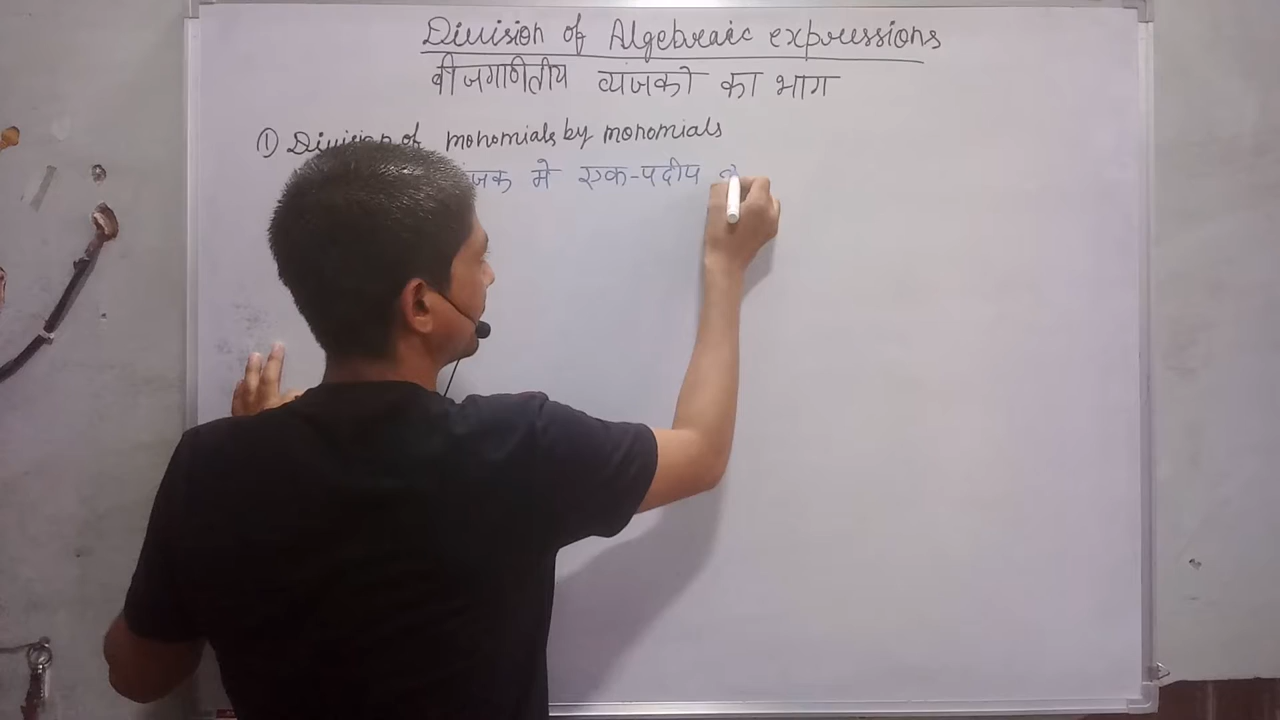 Division of Algebraic expressions
बीजगणितीय व्यंजको का भाग
① Division of monomials by monomials
जक मे एक-पदीप